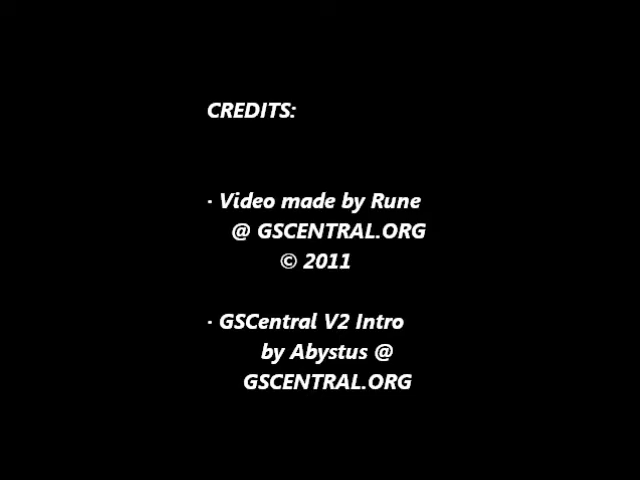 CREDITS:
· Video made by Rune
@ GSCENTRAL.ORG
© 2011
· GSCentral V2 Intro
by Abystus @
GSCENTRAL.ORG